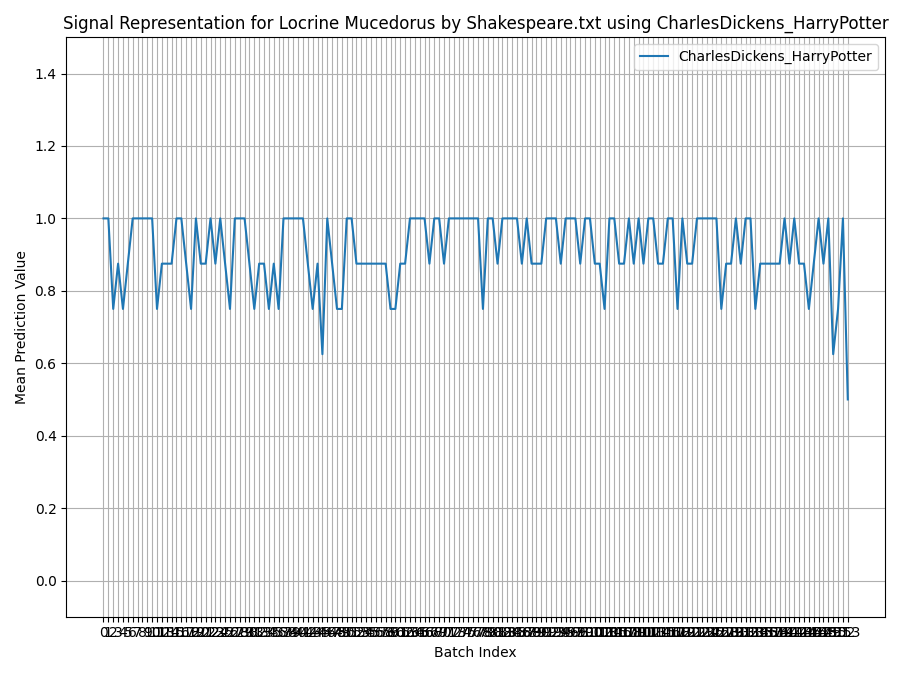 Signal Representation for Locrine Mucedorus by Shakespeare.txt using CharlesDickens_HarryPotter
CharlesDickens_HarryPotter
1.4
1.2
1.0
0.8
0.6
0.4
0.2
0.0
Mean Prediction Value
Batch Index